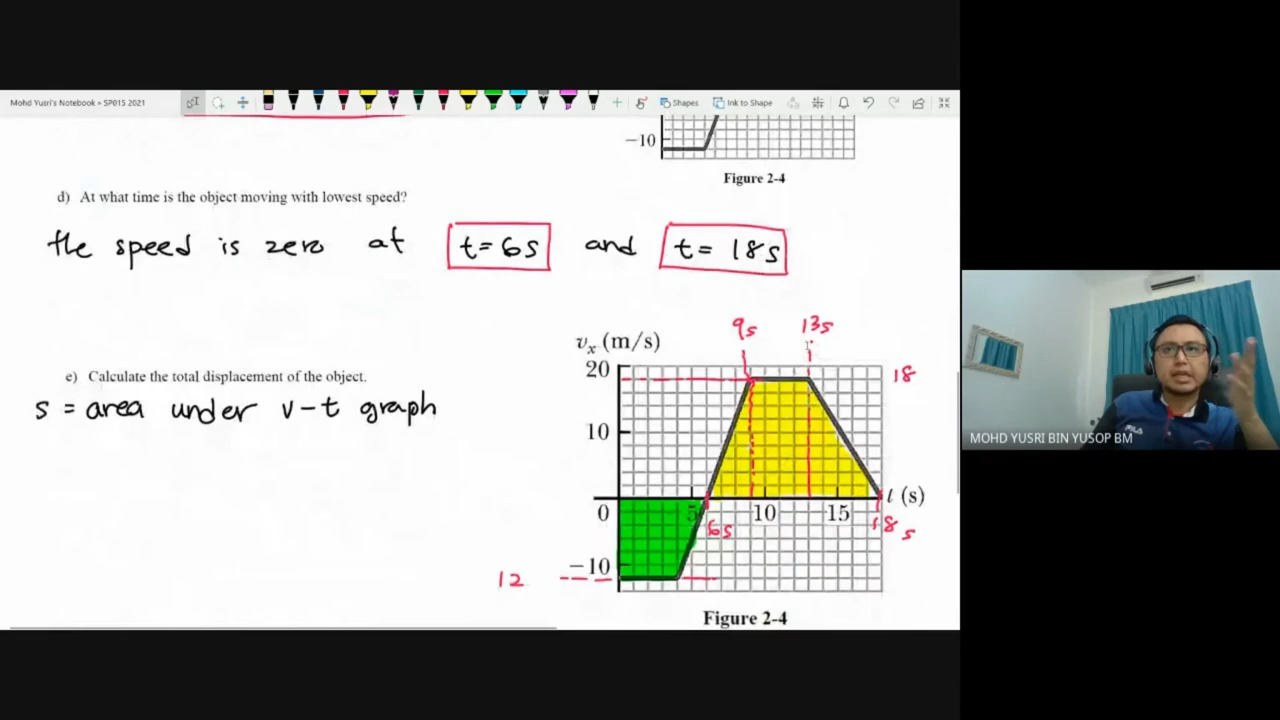 Mohd Yusri's Notebook » SP015 2021
Shapes
Ink to Shape
−10
Figure 2-4
d) At what time is the object moving with lowest speed?
the speed is zero at t=6s and t= 18s
9s 13s
vx (m/s)
20
18
e) Calculate the total displacement of the object.
s = area under v-t graph
10
t (s)
0
5
10
15
6s
18s
−10
12
Figure 2-4
FILA
MOHD YUSRI BIN YUSOP BM